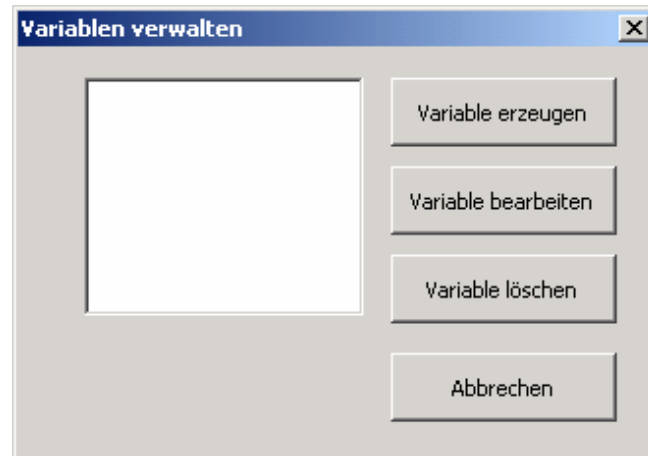 Variablen verwalten
Variable erzeugen
Variable bearbeiten
Variable löschen
Abbrechen